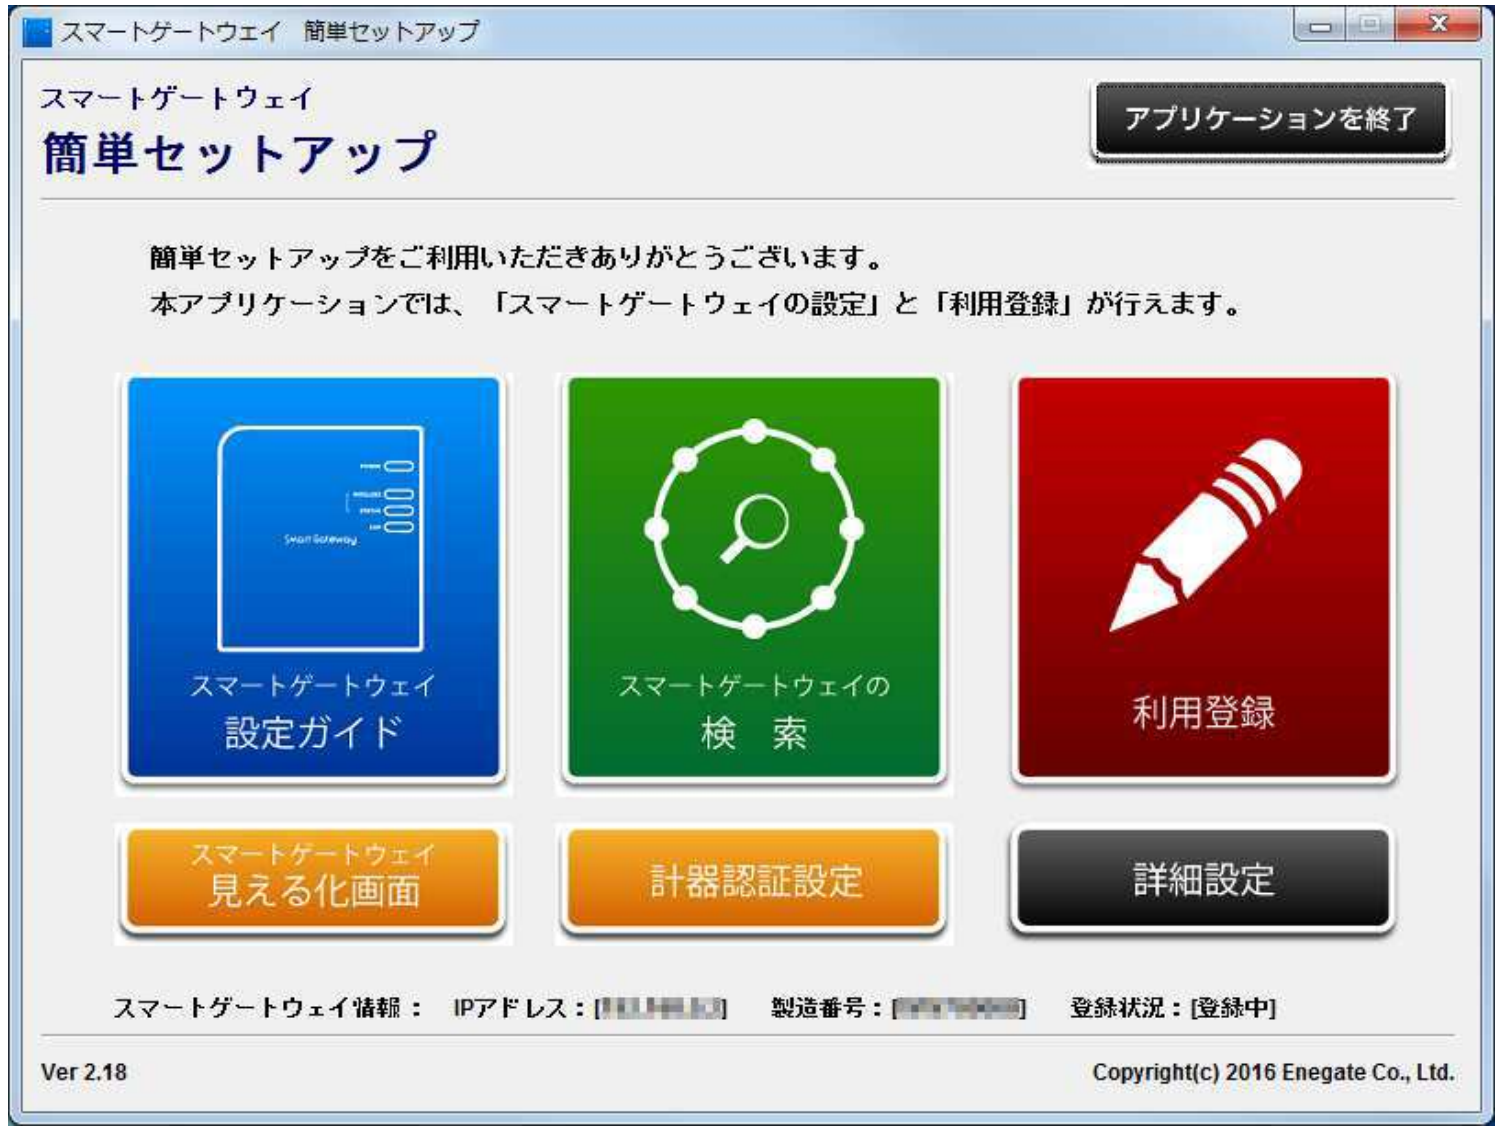 スマートゲートウェイ　簡単セットアップ
スマートゲートウェイ
簡単セットアップ
アプリケーションを終了
簡単セットアップをご利用いただきありがとうございます。
本アプリケーションでは、「スマートゲートウェイの設定」と「利用登録」が行えます。
Smart Gateway
スマートゲートウェイ
設定ガイド
スマートゲートウェイの
検　索
利用登録
スマートゲートウェイ
見える化画面
計器認証設定
詳細設定
スマートゲートウェイ情報：　IPアドレス：[]　製造番号：[]　登録状況：[登録中]
Ver 2.18
Copyright(c) 2016 Enegate Co., Ltd.